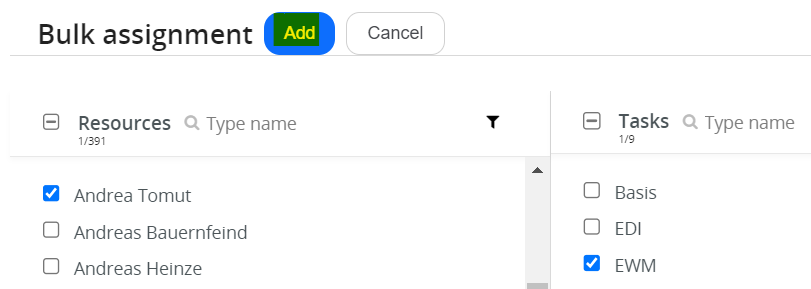 Bulk assignment Add Cancel
Resources Type name
1/391
Andrea Tomut
Andreas Bauernfeind
Andreas Heinze
Tasks Type name
1/9
Basis
EDI
EWM